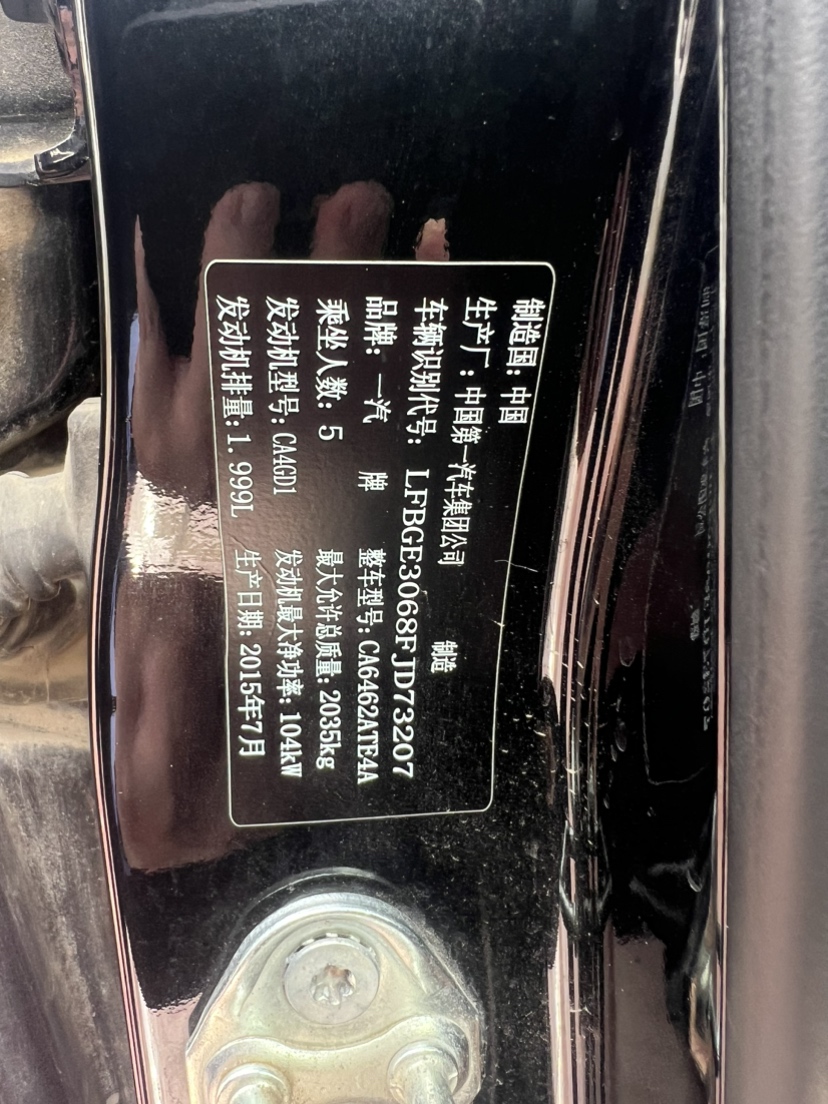 制造国：中国
生产厂：中国第一汽车集团公司 制造
车辆识别代号：LFBGE3068FJD73207
品牌：一汽 牌 整车型号：CA6462ATE4A
乘坐人数：5 最大允许总质量：2035kg
发动机型号：CA4GD1 发动机最大净功率：104kW
发动机排量：1.999L 生产日期：2015年7月